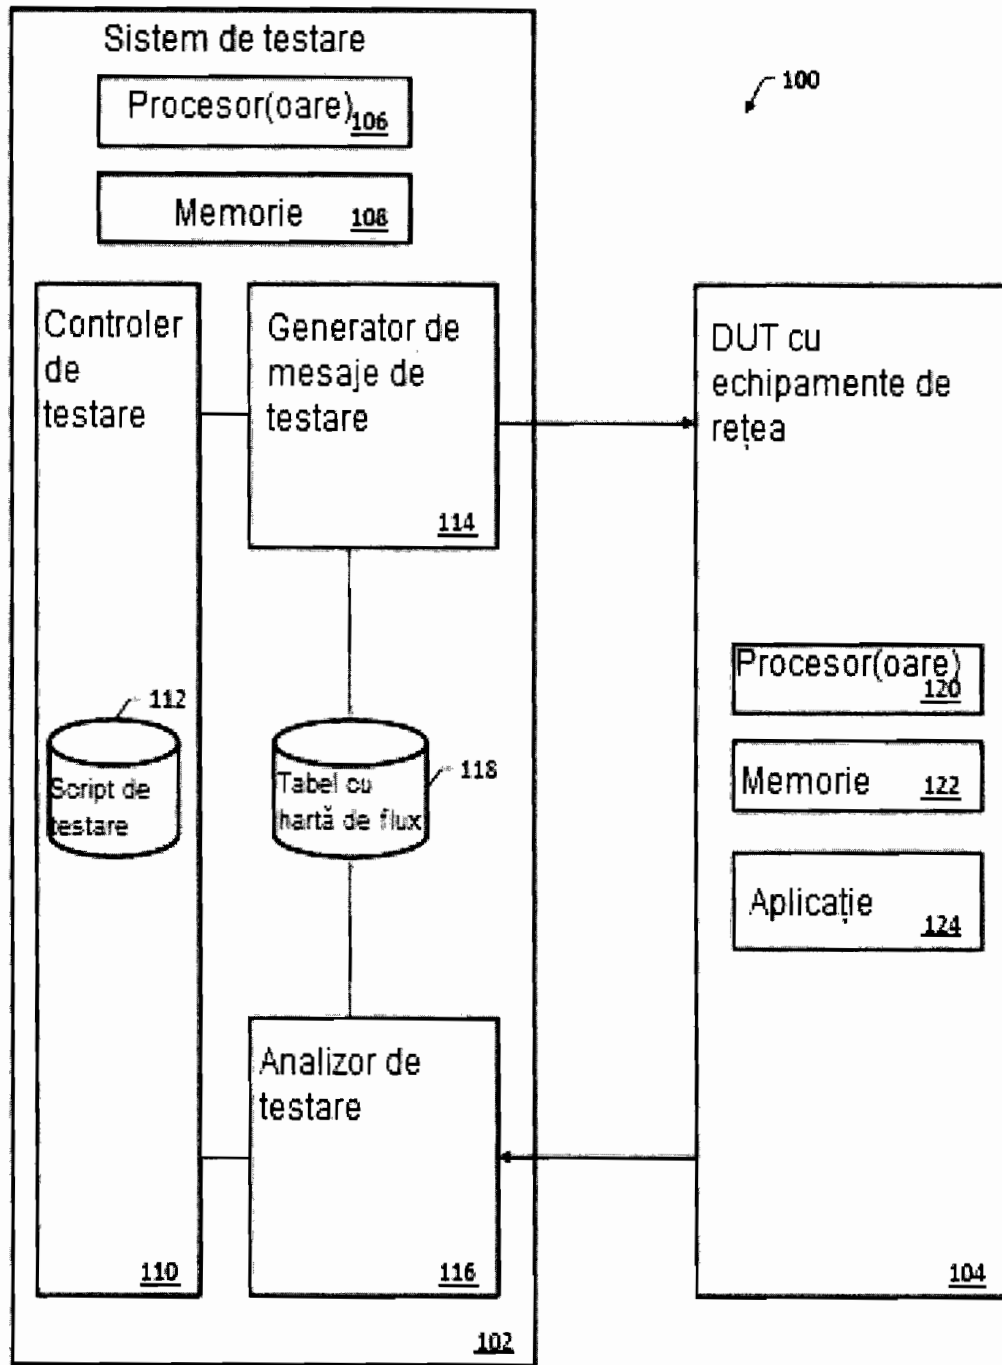 Sistem de testare
Procesor(oare) 106
Memorie 108
100
Controler
de
testare
Generator de
mesaje de
testare
114
DUT cu
echipamente de
rețea
112
Script de
testare
Tabel cu
hartă de flux
118
Procesor(oare)
120
Memorie 122
Aplicație
124
Analizor de
testare
110
116
104
102